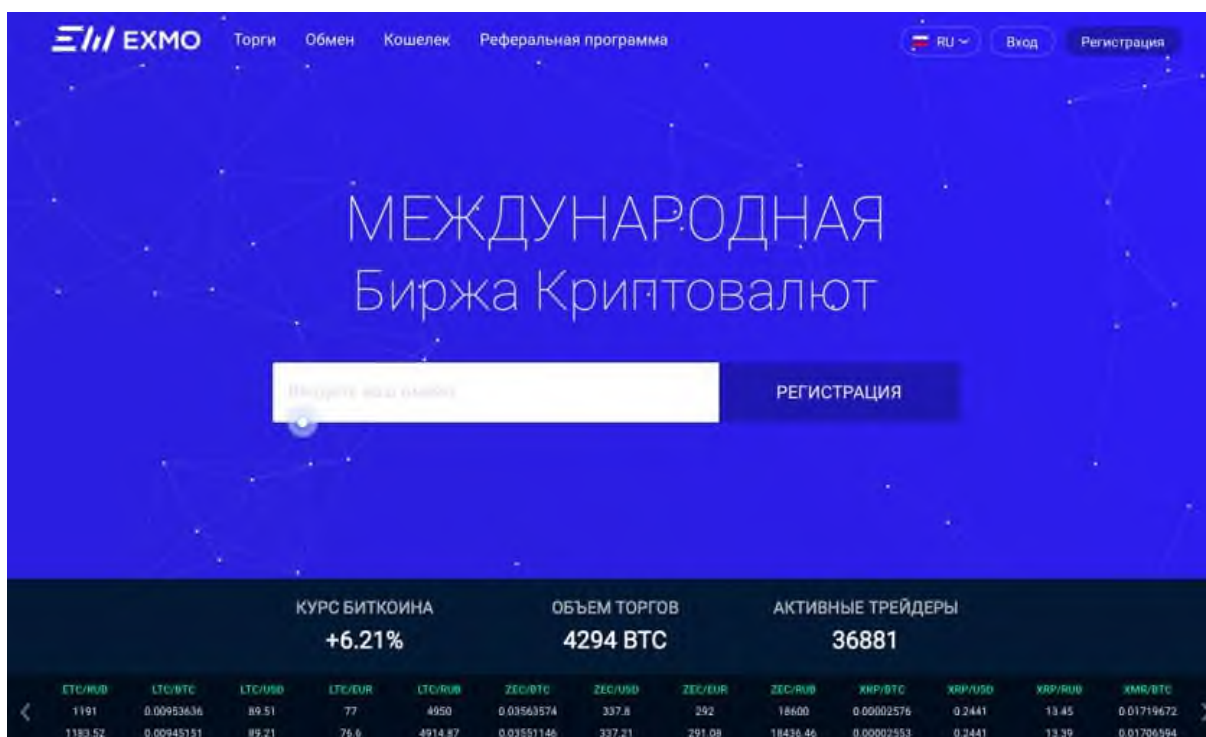 EXMO Торги Обмен Кошелек Реферальная программа RU Вход Регистрация
МЕЖДУНАРОДНАЯ
Биржа Криптовалют
РЕГИСТРАЦИЯ
КУРС БИТКОИНА ОБЪЕМ ТОРГОВ АКТИВНЫЕ ТРЕЙДЕРЫ
+6.21% 4294 BTC 36881
ETC/RUB LTC/BTC LTC/USD LTC/EUR LTC/RUB ZEC/BTC ZEC/USD ZEC/EUR ZEC/RUB XRP/BTC XRP/USD XRP/RUB XMR/BTC
1191 0.00953636 89.51 77 4950 0.03563574 337.8 292 18600 0.00002576 0.2441 13.45 0.01719672
1183.52 0.00945151 89.21 76.6 4914.87 0.03551146 337.21 291.08 18436.46 0.00002553 0.2441 13.39 0.01706594